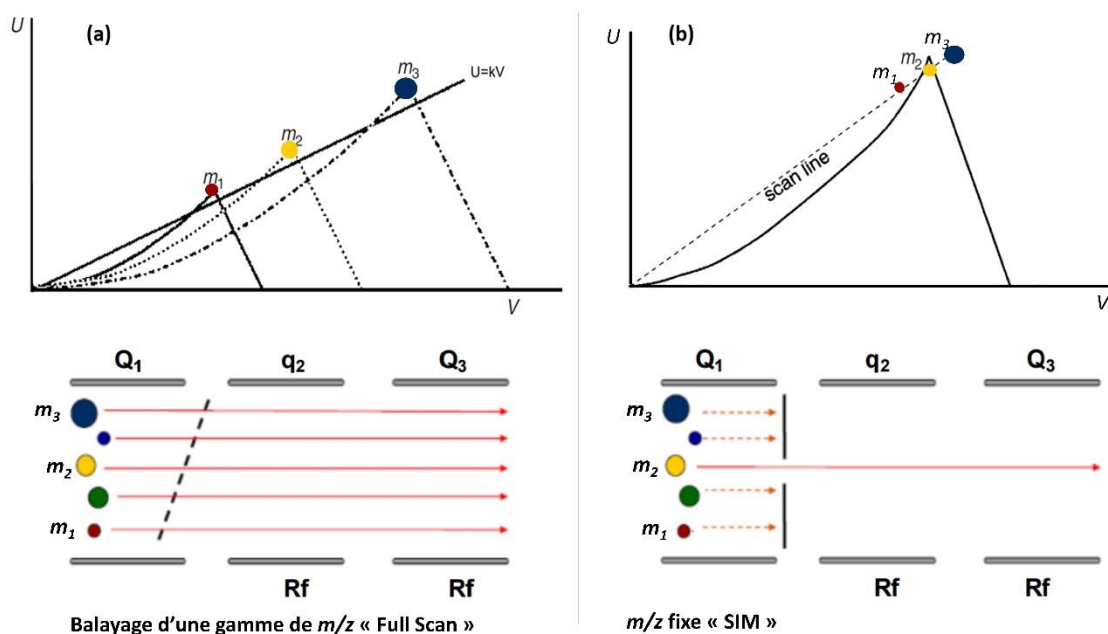 U
(a)
m3
U=kV
m2
m1
V
Q1 q2 Q3
m3
m2
m1
Rf Rf
Balayage d'une gamme de m/z « Full Scan »
U
(b)
m3
m2
m1
scan line
V
Q1 q2 Q3
m3
m2
m1
Rf Rf
m/z fixe « SIM »